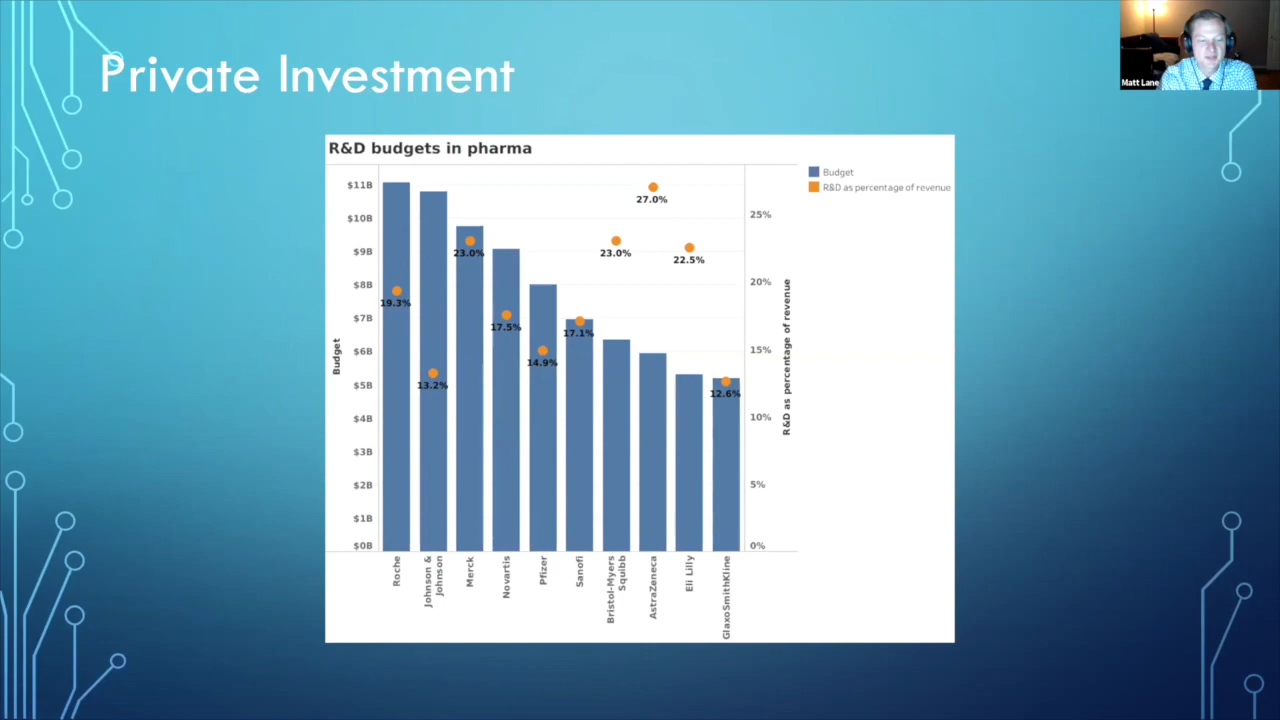 Private Investment
Matt Lane
R&D budgets in pharma
Budget
R&D as percentage of revenue
$11B
$10B
$9B
$8B
$7B
$6B
$5B
$4B
$3B
$2B
$1B
$0B
Budget
19.3%
13.2%
23.0%
17.5%
14.9%
17.1%
23.0%
27.0%
22.5%
12.6%
25%
20%
15%
10%
5%
0%
R&D as percentage of revenue
Roche
Johnson &
Johnson
Merck
Novartis
Pfizer
Sanofi
Bristol-Myers
Squibb
AstraZeneca
Eli Lilly
GlaxoSmithKline